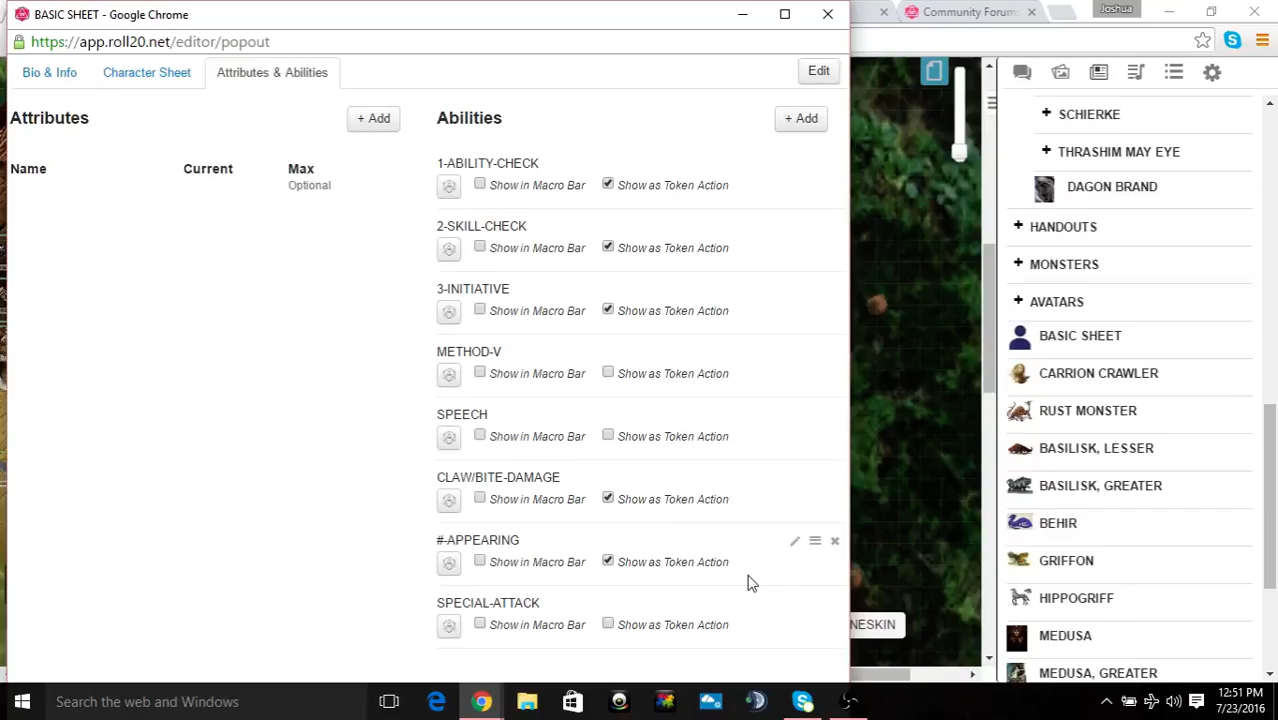 BASIC SHEET - Google Chrome
https://app.roll20.net/editor/popout
Bio & Info
Character Sheet
Attributes & Abilities
Edit
Attributes
+ Add
Abilities
+ Add
Name
Current
Max
Optional
1-ABILITY-CHECK
Show in Macro Bar
Show as Token Action
2-SKILL-CHECK
Show in Macro Bar
Show as Token Action
3-INITIATIVE
Show in Macro Bar
Show as Token Action
METHOD-V
Show in Macro Bar
Show as Token Action
SPEECH
Show in Macro Bar
Show as Token Action
CLAW/BITE-DAMAGE
Show in Macro Bar
Show as Token Action
#-APPEARING
Show in Macro Bar
Show as Token Action
SPECIAL-ATTACK
Show in Macro Bar
Show as Token Action
Community Forum
Joshua
SCHIERKE
THRASHIM MAY EYE
DAGON BRAND
HANDOUTS
MONSTERS
AVATARS
BASIC SHEET
CARRION CRAWLER
RUST MONSTER
BASILISK, LESSER
BASILISK, GREATER
BEHIR
GRIFFON
HIPPOGRIFF
MEDUSA
MEDUSA, GREATER
NESKIN
Search the web and Windows
12:51 PM
7/23/2016